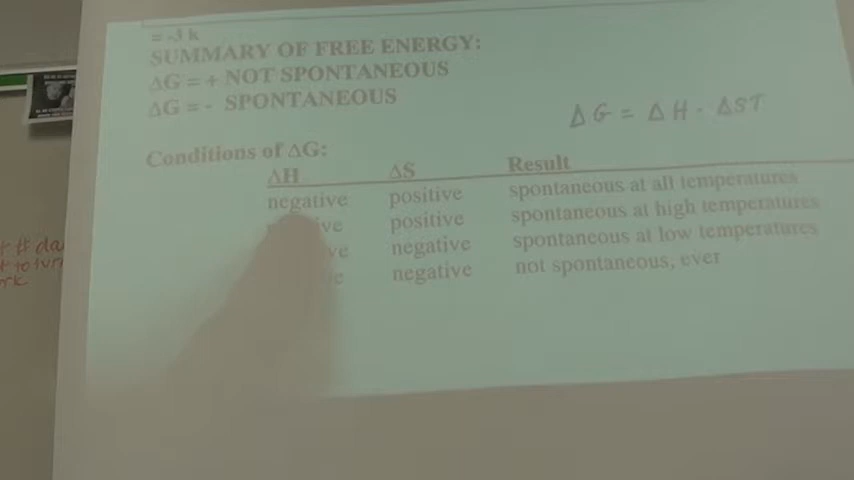 = -3 k
SUMMARY OF FREE ENERGY:
ΔG = + NOT SPONTANEOUS
ΔG = - SPONTANEOUS
ΔG = ΔH - ΔST
Conditions of ΔG:
ΔH ΔS Result
negative positive spontaneous at all temperatures
positive spontaneous at high temperatures
negative spontaneous at low temperatures
negative not spontaneous, ever